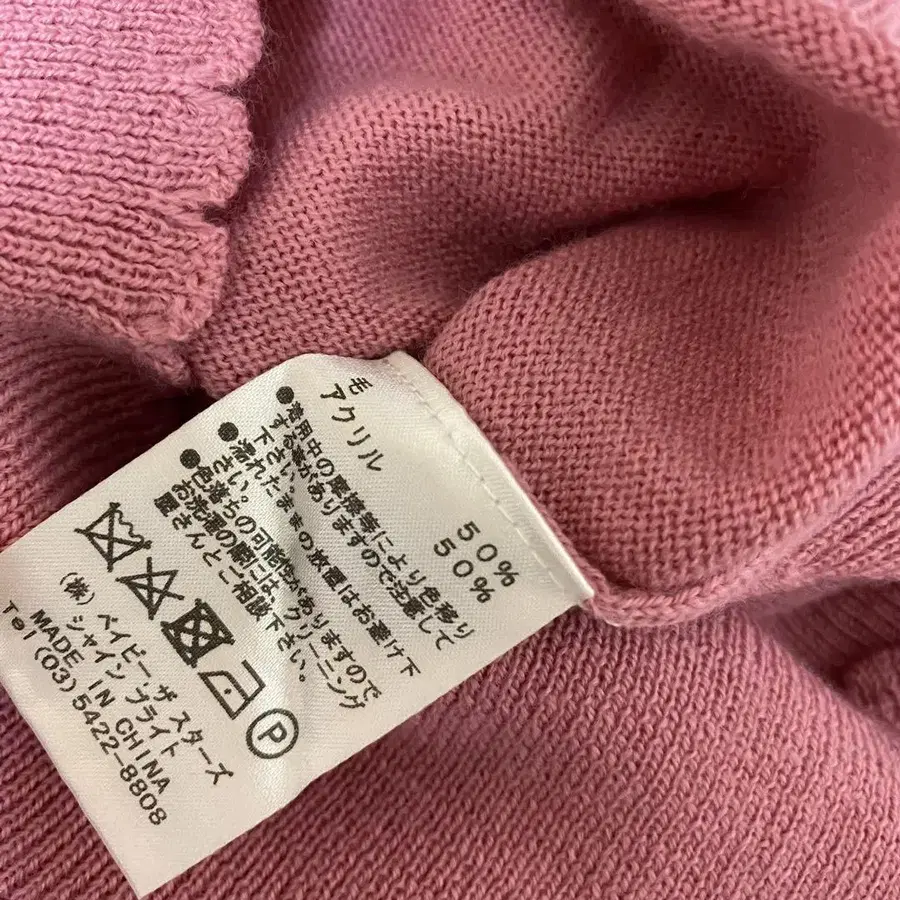 毛 50%
アクリル 50%
●着用中の摩擦等により色移り
する事がありますので注意して
下さい。
●濡れたままの放置はお避け下
さい。
●色落ちの可能性がありますので
お洗濯の際にはクリーニング
屋さんとご相談下さい。
P
(株) ベイビー ザ スターズ
シャイン ブライト
MADE IN CHINA
Tel (03)5422-8808